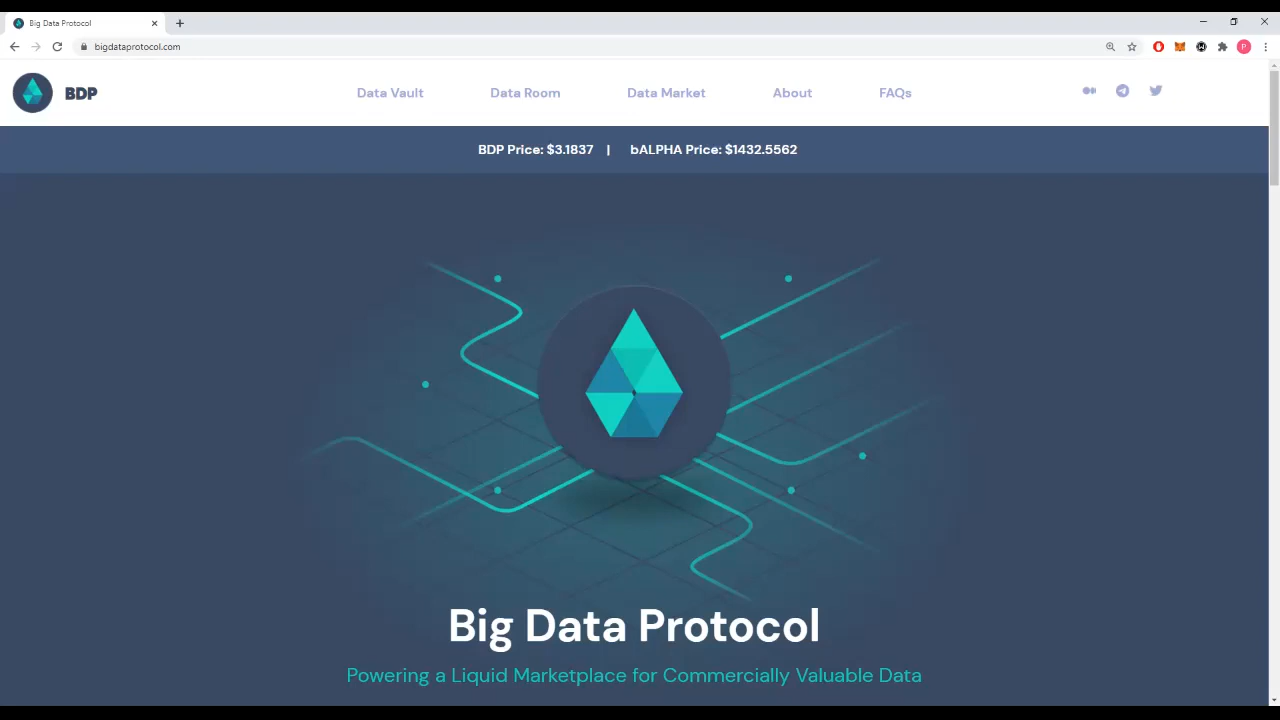 Big Data Protocol
bigdataprotocol.com
P
BDP
Data Vault
Data Room
Data Market
About
FAQs
BDP Price: $3.1837 | bALPHA Price: $1432.5562
Big Data Protocol
Powering a Liquid Marketplace for Commercially Valuable Data